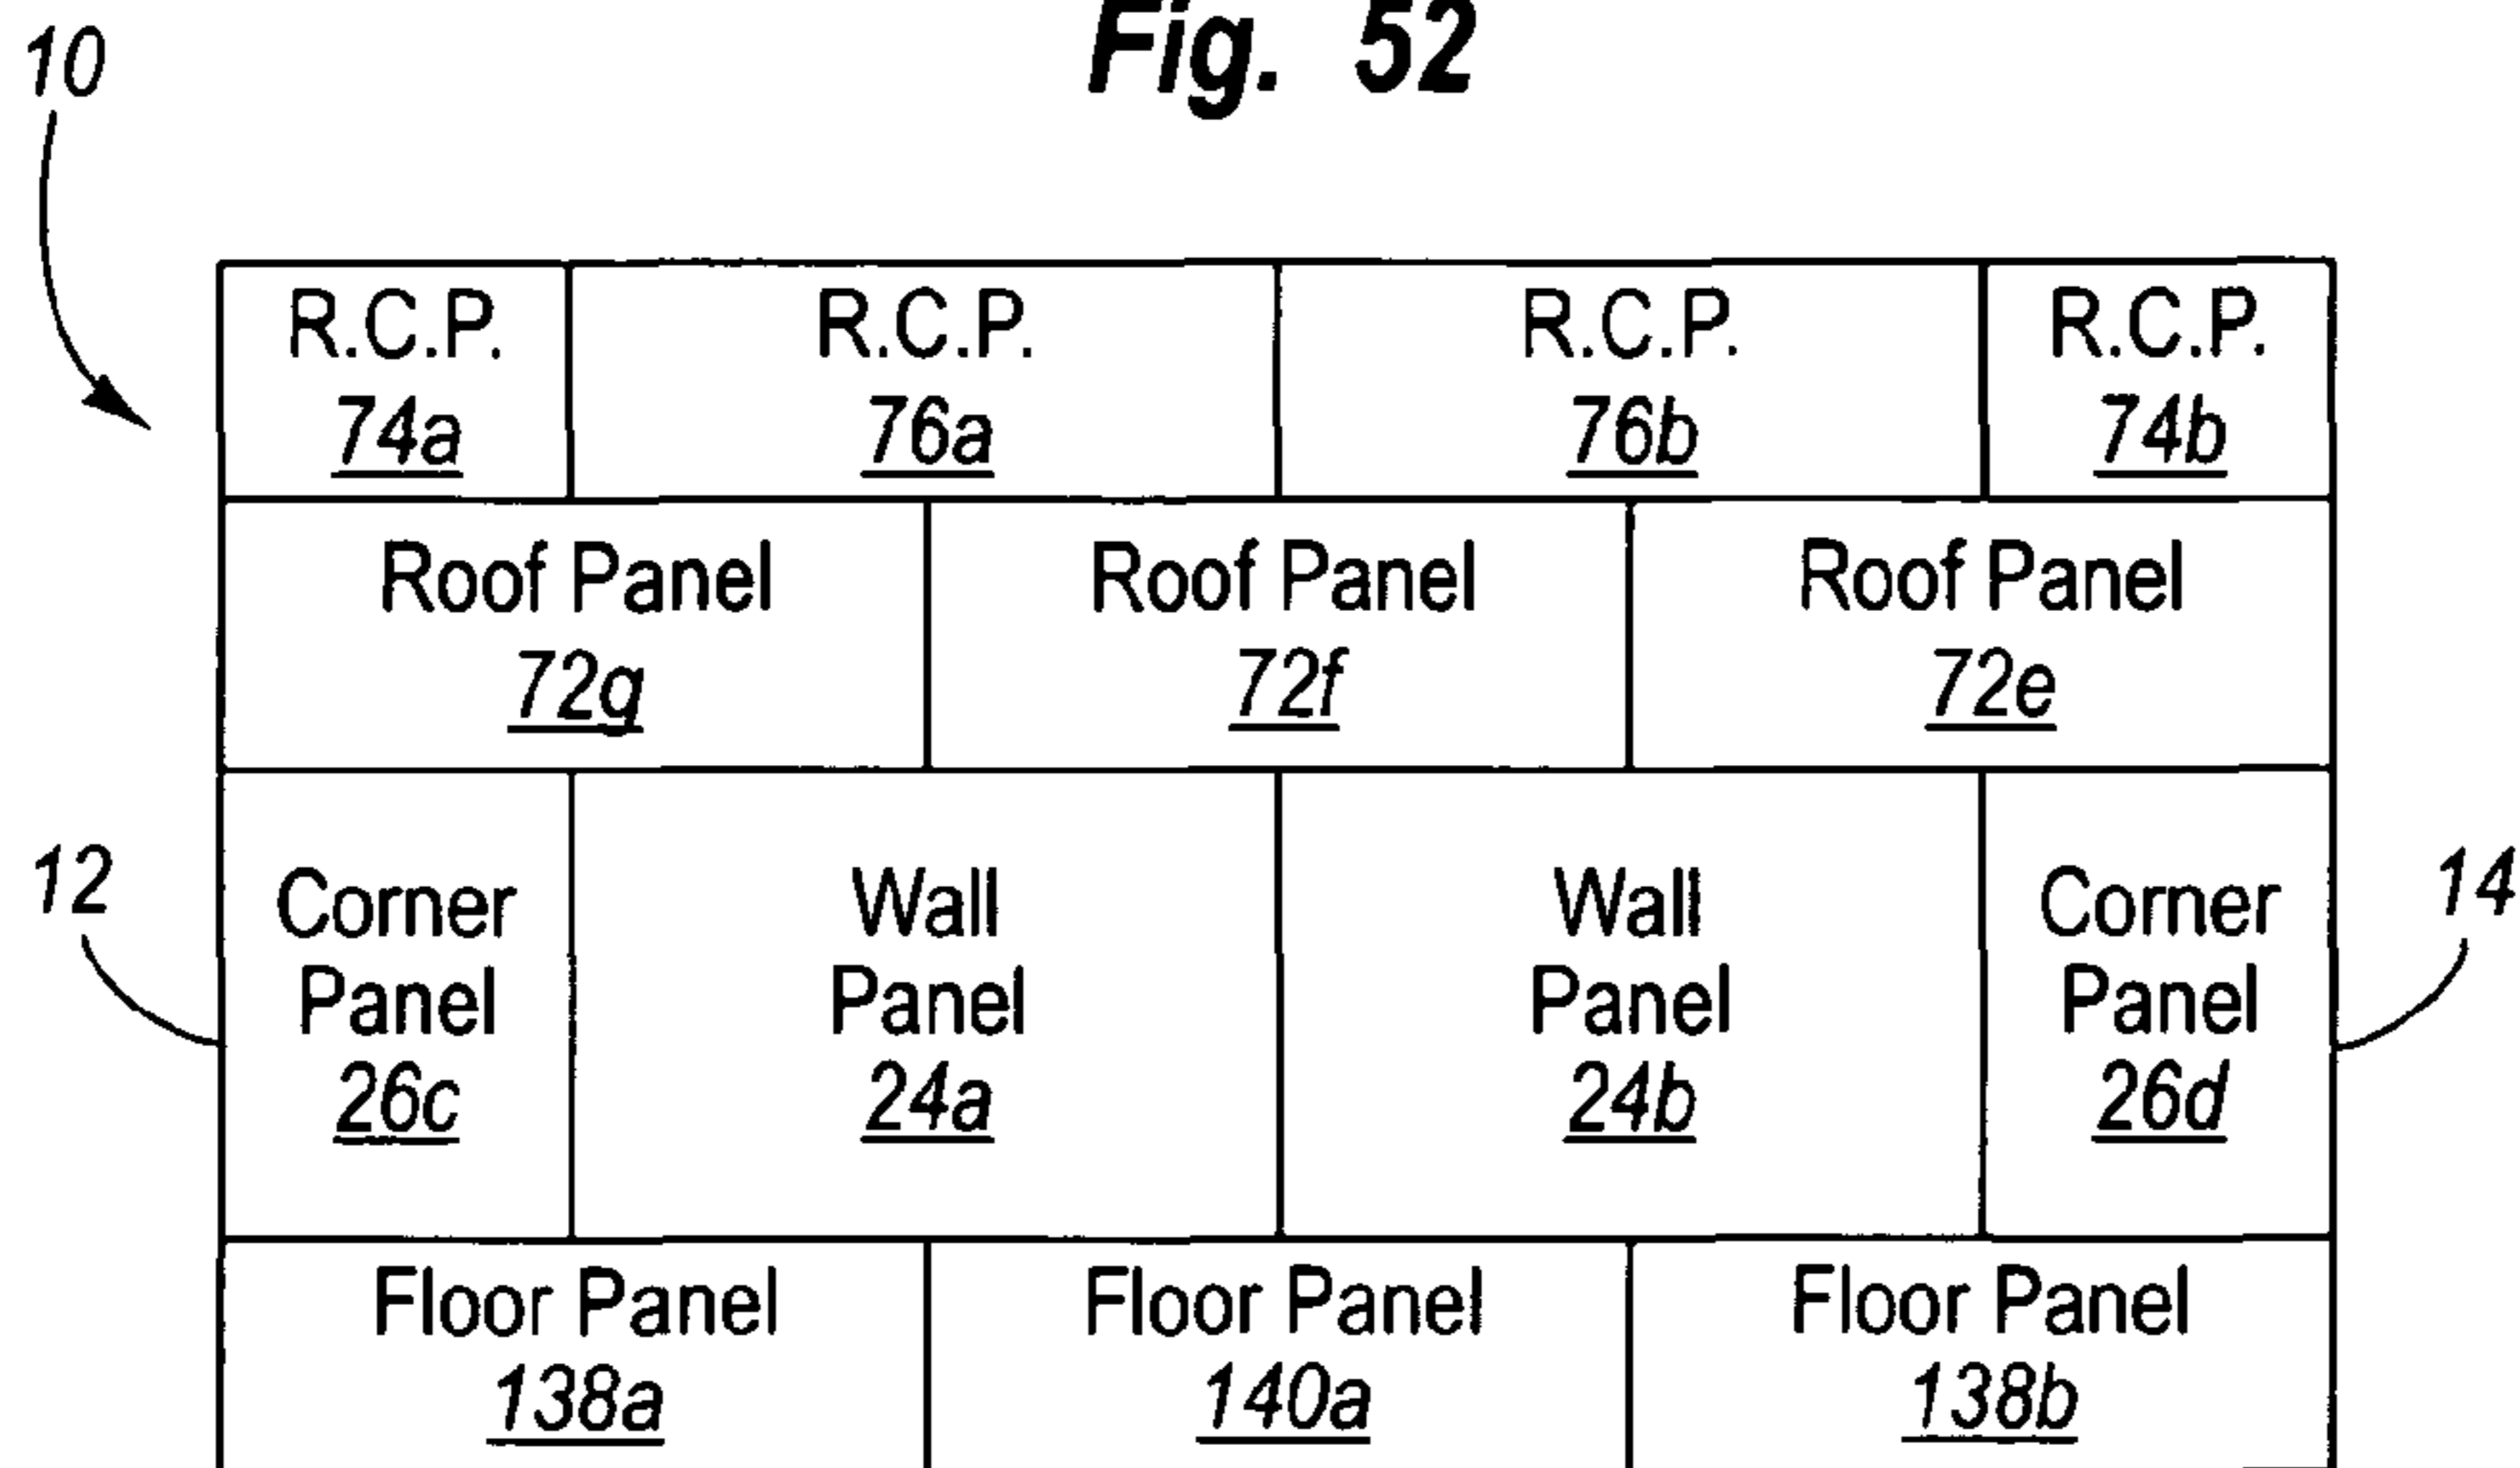 Fig. 52
10
R.C.P. R.C.P. R.C.P. R.C.P.
74a 76a 76b 74b
Roof Panel Roof Panel Roof Panel
72g 72f 72e
12
14
Corner Wall Wall Corner
Panel Panel Panel Panel
26c 24a 24b 26d
Floor Panel Floor Panel Floor Panel
138a 140a 138b